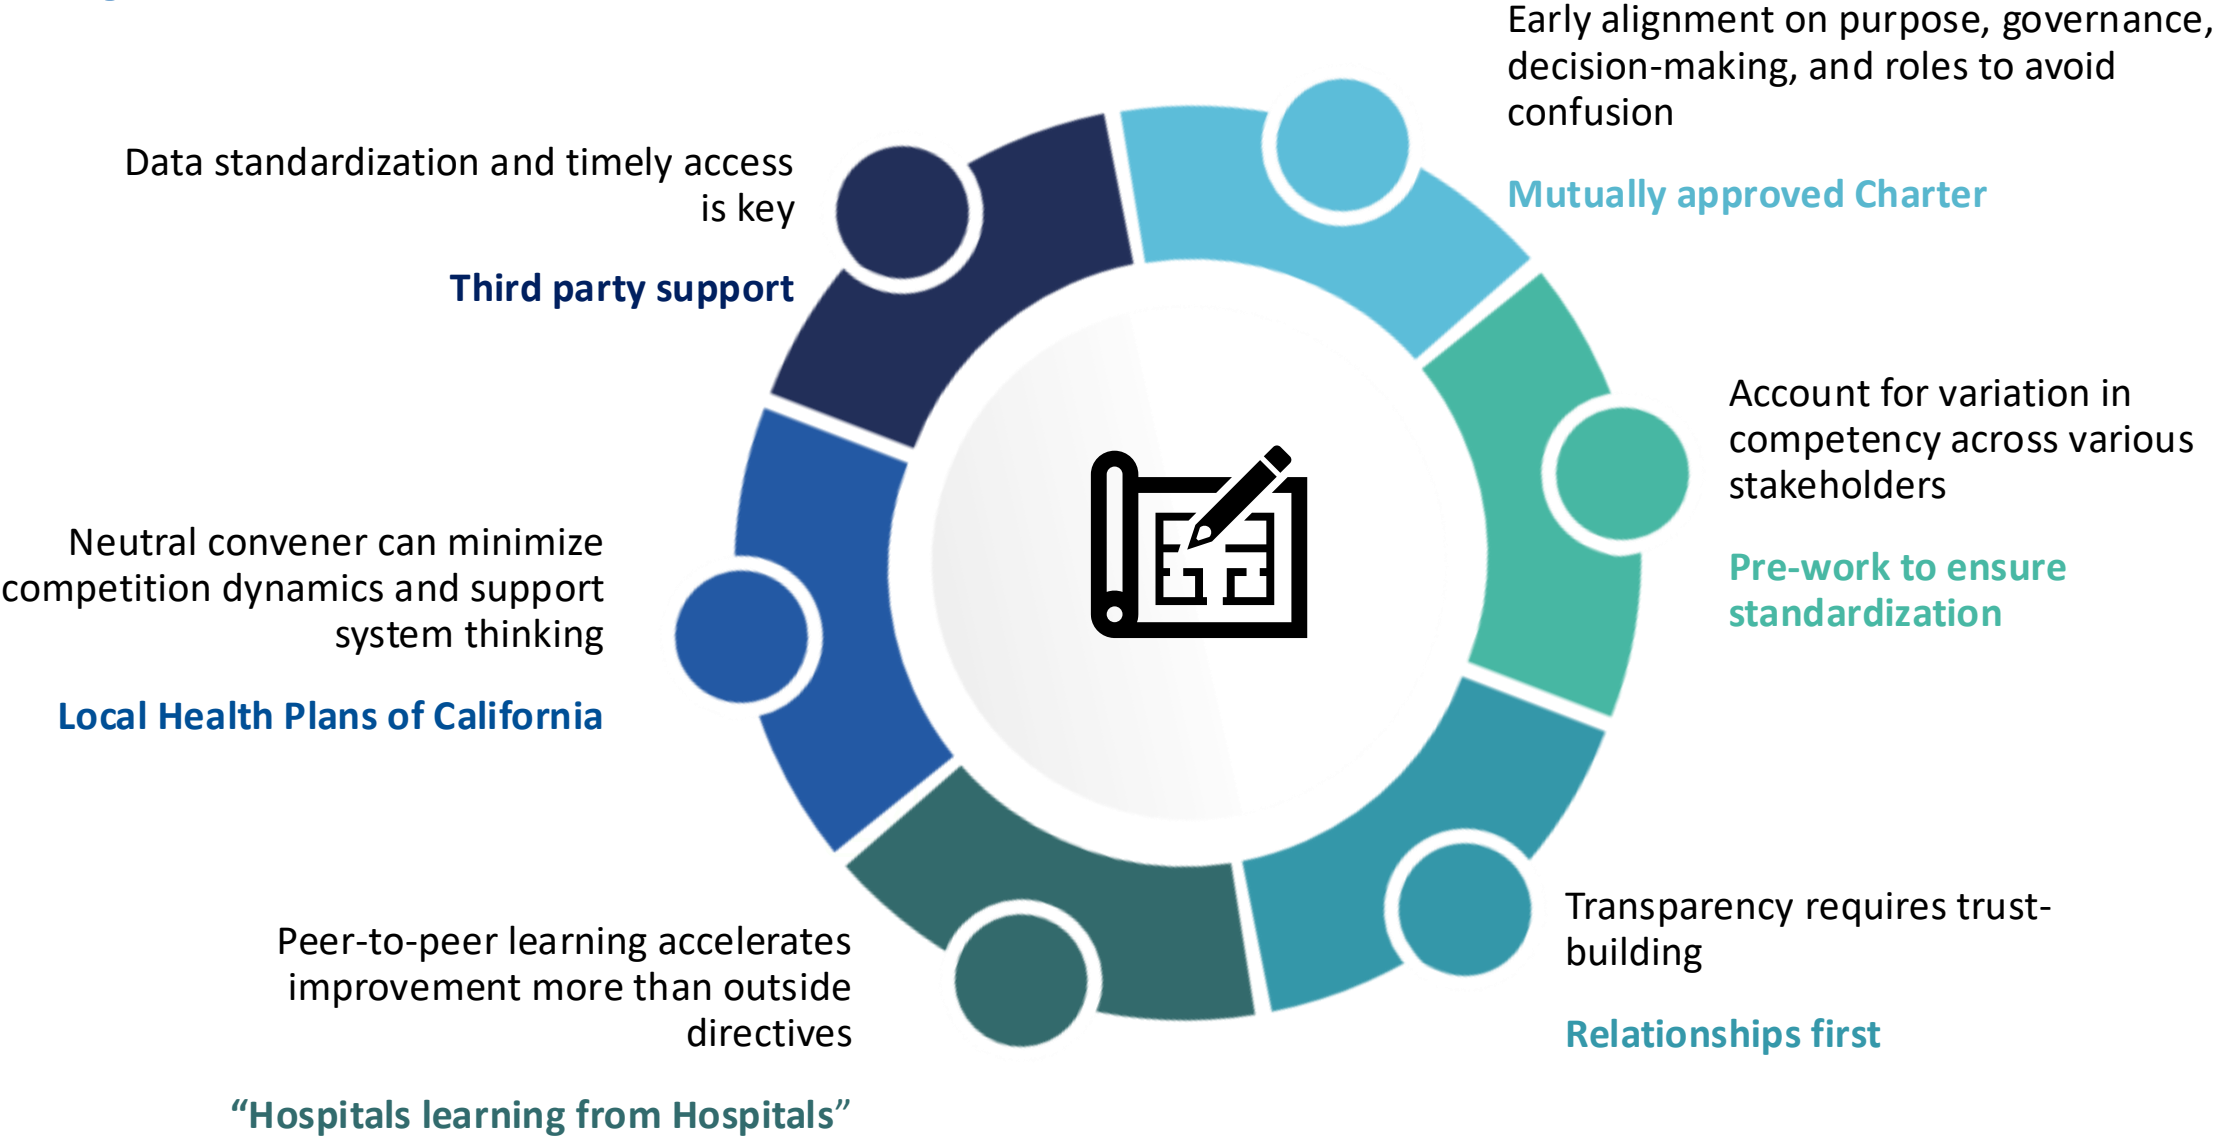 Early alignment on purpose, governance,
decision-making, and roles to avoid
confusion
Mutually approved Charter
Account for variation in
competency across various
stakeholders
Pre-work to ensure
standardization
Transparency requires trust-
building
Relationships first
Peer-to-peer learning accelerates
improvement more than outside
directives
“Hospitals learning from Hospitals”
Neutral convener can minimize
competition dynamics and support
system thinking
Local Health Plans of California
Data standardization and timely access
is key
Third party support